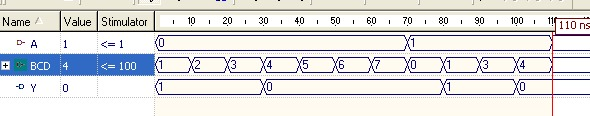 Name Value Stimulator 10 20 30 40 50 60 70 80 90 100 110
110 ns
A 1 <= 1 0 1
BCD 4 <= 100 1 2 3 4 5 6 7 0 1 3 4
Y 0 1 0 1 0